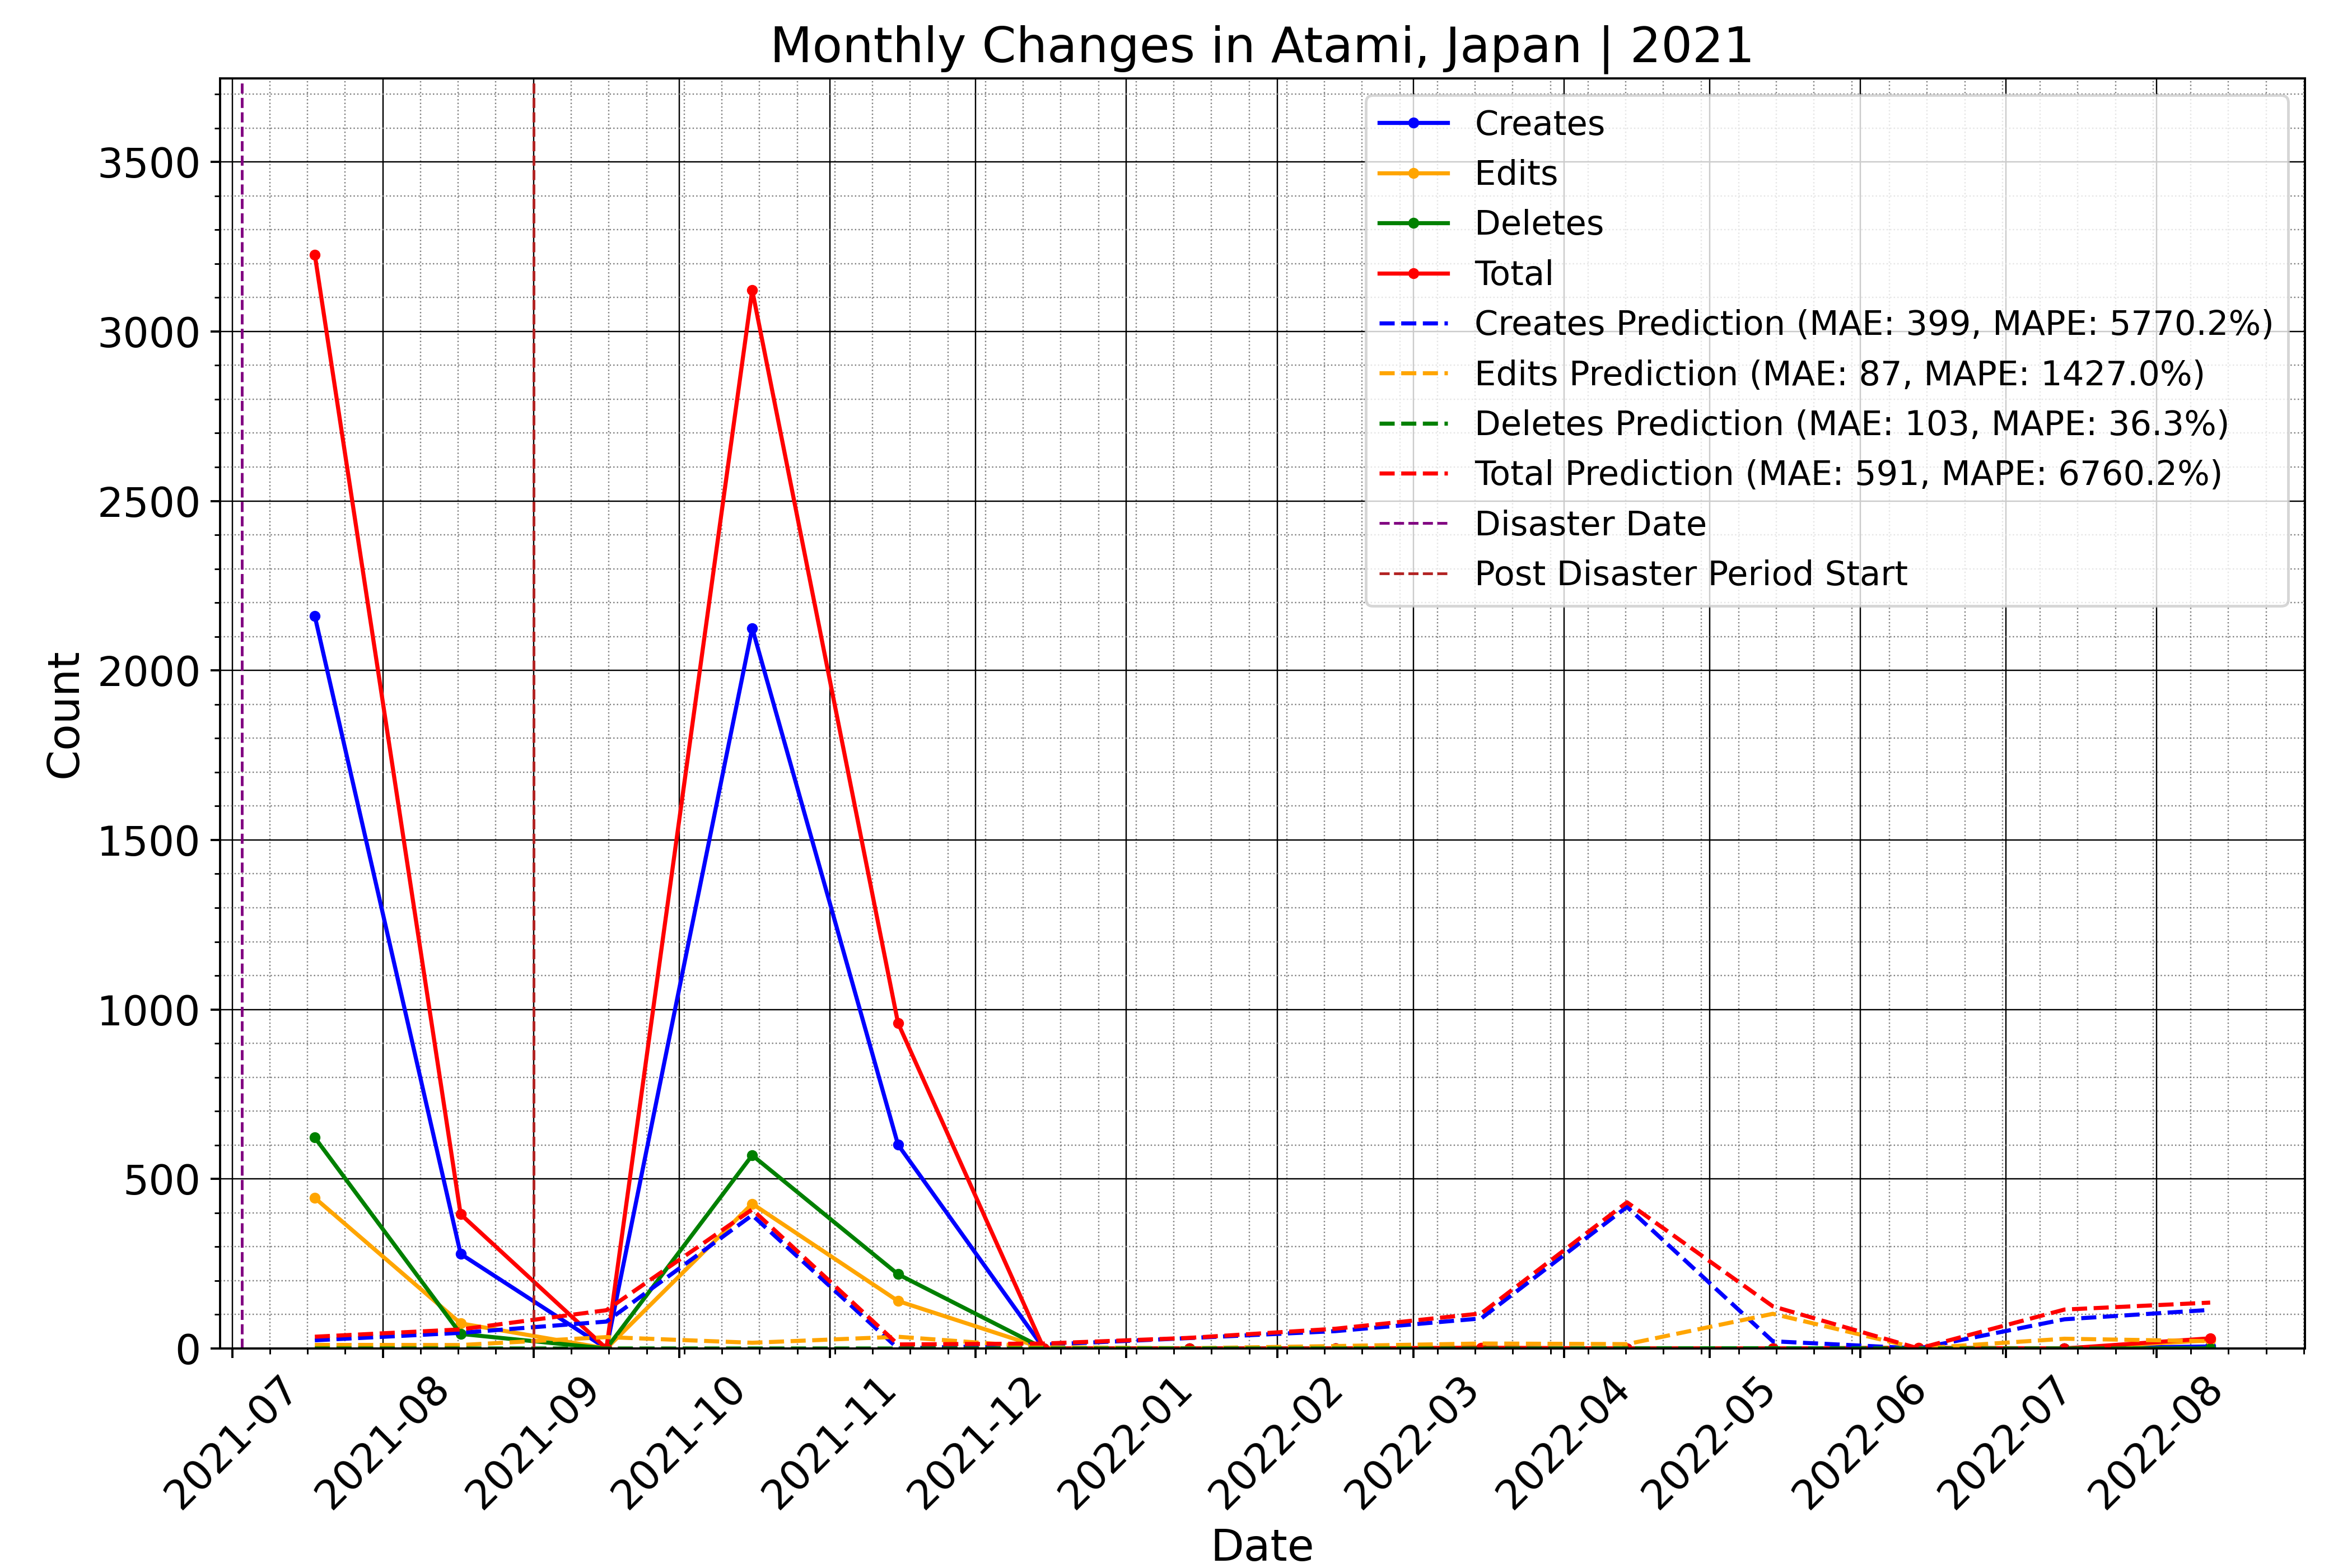 Monthly Changes in Atami, Japan | 2021
Creates
Edits
Deletes
Total
Creates Prediction (MAE: 399, MAPE: 5770.2%)
Edits Prediction (MAE: 87, MAPE: 1427.0%)
Deletes Prediction (MAE: 103, MAPE: 36.3%)
Total Prediction (MAE: 591, MAPE: 6760.2%)
Disaster Date
Post Disaster Period Start
Count
3500
3000
2500
2000
1500
1000
500
0
2021-07
2021-08
2021-09
2021-10
2021-11
2021-12
2022-01
2022-02
2022-03
2022-04
2022-05
2022-06
2022-07
2022-08
Date